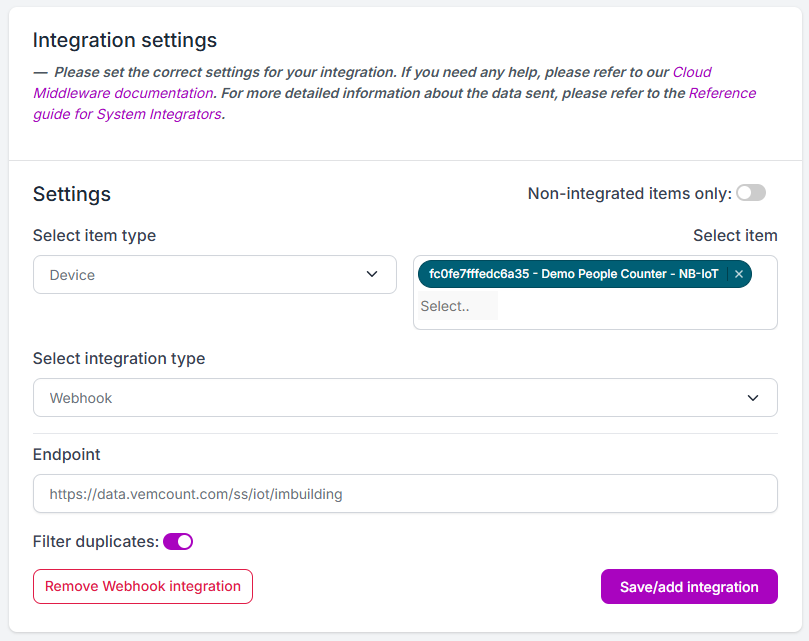 Integration settings
— Please set the correct settings for your integration. If you need any help, please refer to our Cloud
Middleware documentation. For more detailed information about the data sent, please refer to the Reference
guide for System Integrators.
Settings
Non-integrated items only:
Select item type
Select item
Device
fc0fe7fffedc6a35 - Demo People Counter - NB-IoT ×
Select..
Select integration type
Webhook
Endpoint
https://data.vemcount.com/ss/iot/imbuilding
Filter duplicates:
Remove Webhook integration
Save/add integration